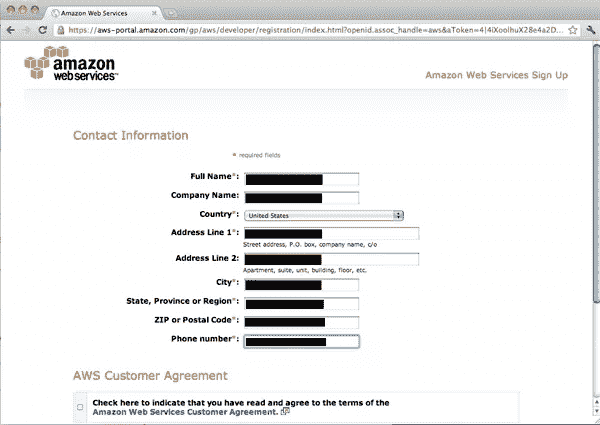 Amazon Web Services
https://aws-portal.amazon.com/gp/aws/developer/registration/index.html?openid.assoc_handle=aws&aToken=4|4iXoolhuX28e4a2D...
amazon
webservices™
Amazon Web Services Sign Up
Contact Information
* required fields
Full Name*:
Company Name:
Country*: United States
Address Line 1*:
Street address, P.O. box, company name, c/o
Address Line 2:
Apartment, suite, unit, building, floor, etc.
City*:
State, Province or Region*:
ZIP or Postal Code*:
Phone number*:
AWS Customer Agreement
Check here to indicate that you have read and agree to the terms of the
Amazon Web Services Customer Agreement.